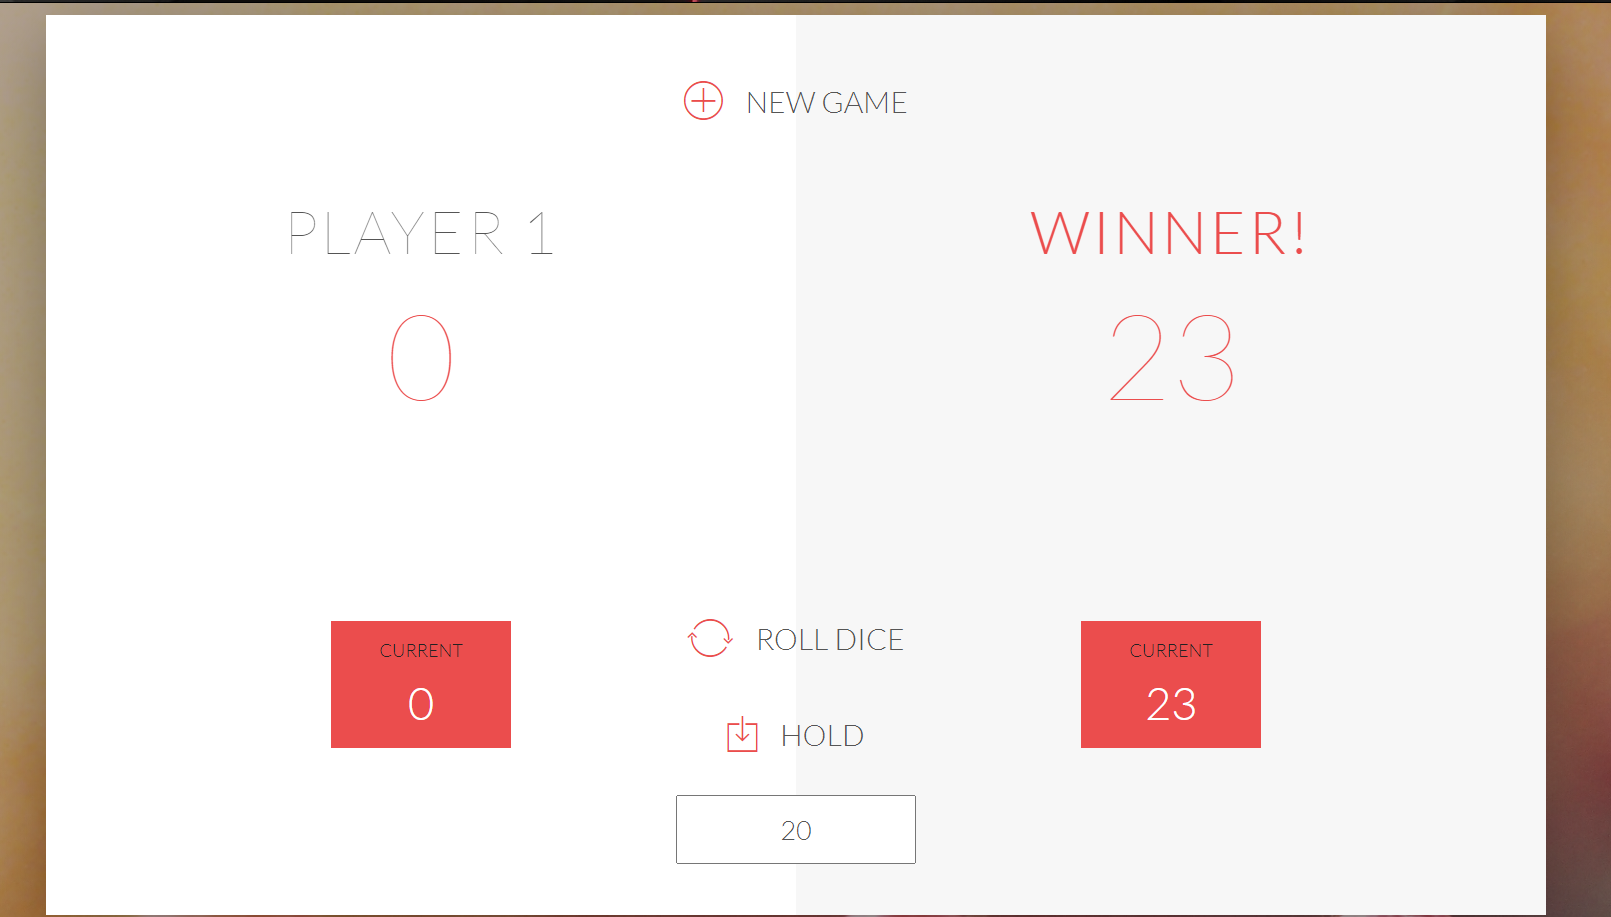 NEW GAME
PLAYER 1
0
WINNER!
23
CURRENT
0
ROLL DICE
HOLD
20
CURRENT
23